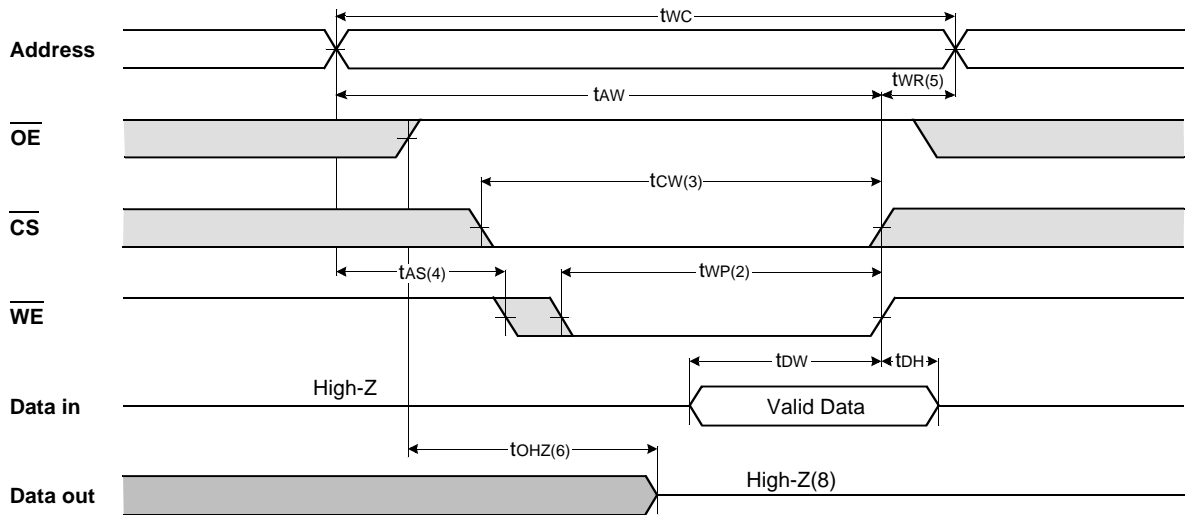 tWC
Address
tWR(5)
tAW
OE
tCW(3)
CS
tAS(4)
tWP(2)
WE
tDW
tDH
High-Z
Data in
Valid Data
tOHZ(6)
High-Z(8)
Data out